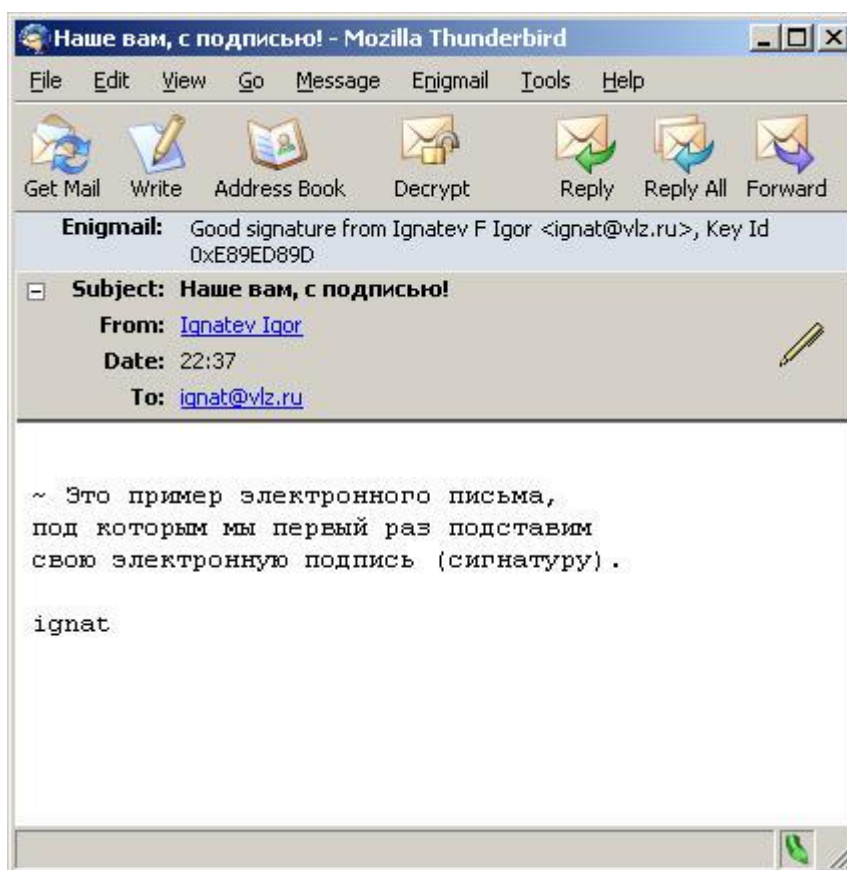 Наше вам, с подписью! - Mozilla Thunderbird
File Edit View Go Message Enigmail Tools Help
Get Mail Write Address Book Decrypt Reply Reply All Forward
Enigmail: Good signature from Ignatev F Igor <ignat@vlz.ru>, Key Id
0xE89ED89D
Subject: Наше вам, с подписью!
From: Ignatev Igor
Date: 22:37
To: ignat@vlz.ru
~ Это пример электронного письма,
под которым мы первый раз подставим
свою электронную подпись (сигнатуру).
ignat